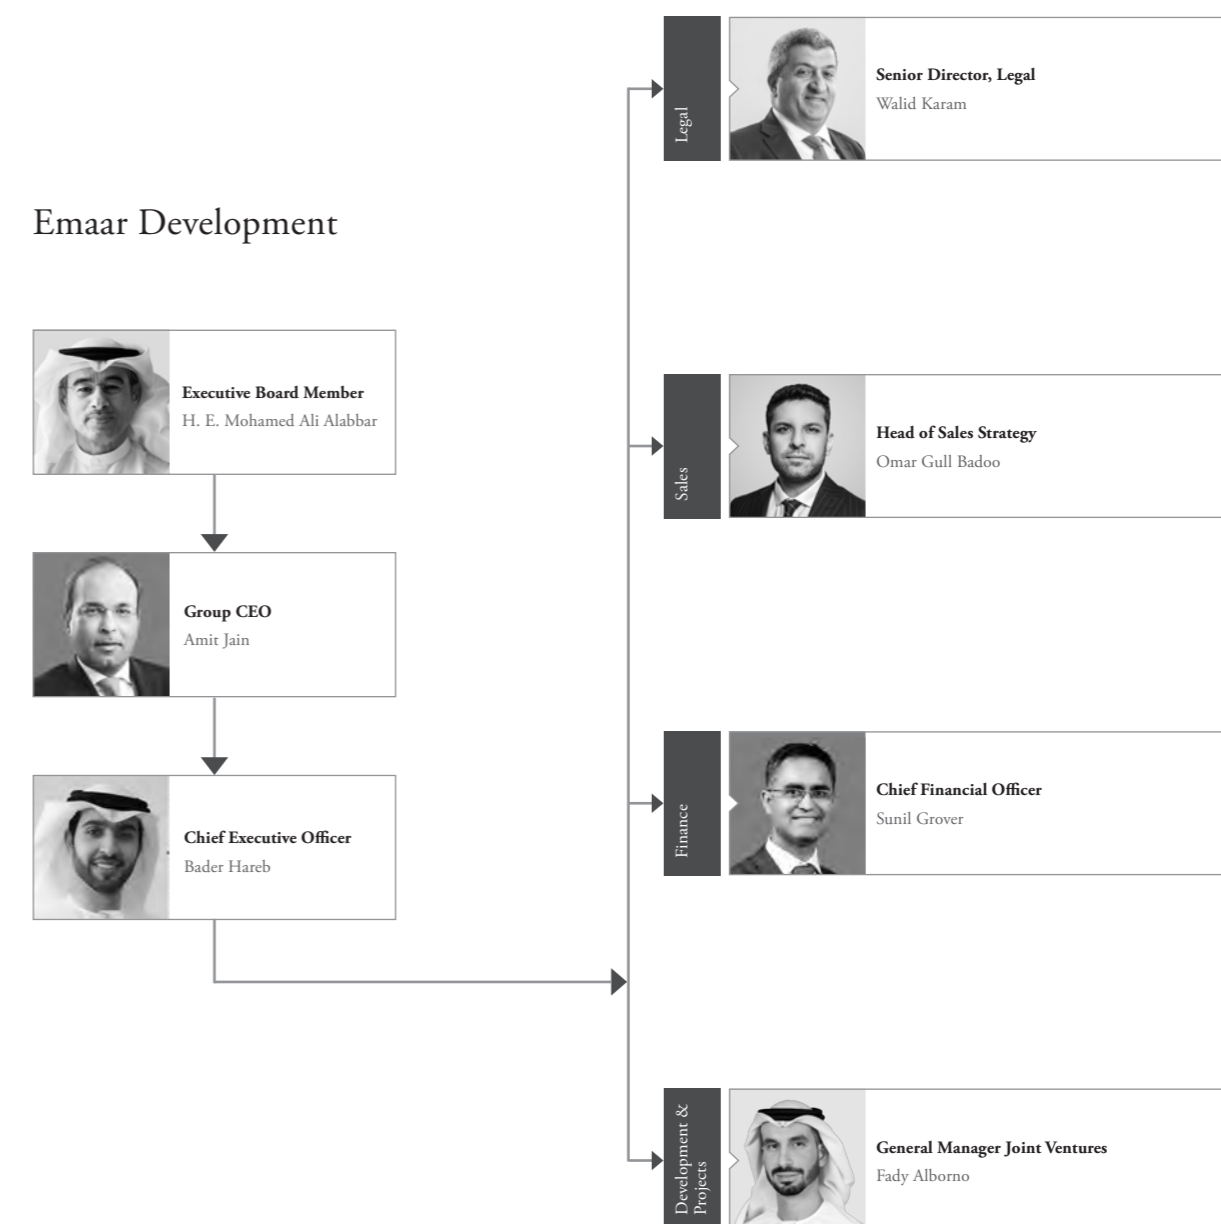 Emaar Development
Executive Board Member
H. E. Mohamed Ali Alabbar
Group CEO
Amit Jain
Chief Executive Officer
Bader Hareb
Legal
Senior Director, Legal
Walid Karam
Sales
Head of Sales Strategy
Omar Gull Badoo
Finance
Chief Financial Officer
Sunil Grover
Development &
Projects
General Manager Joint Ventures
Fady Alborno